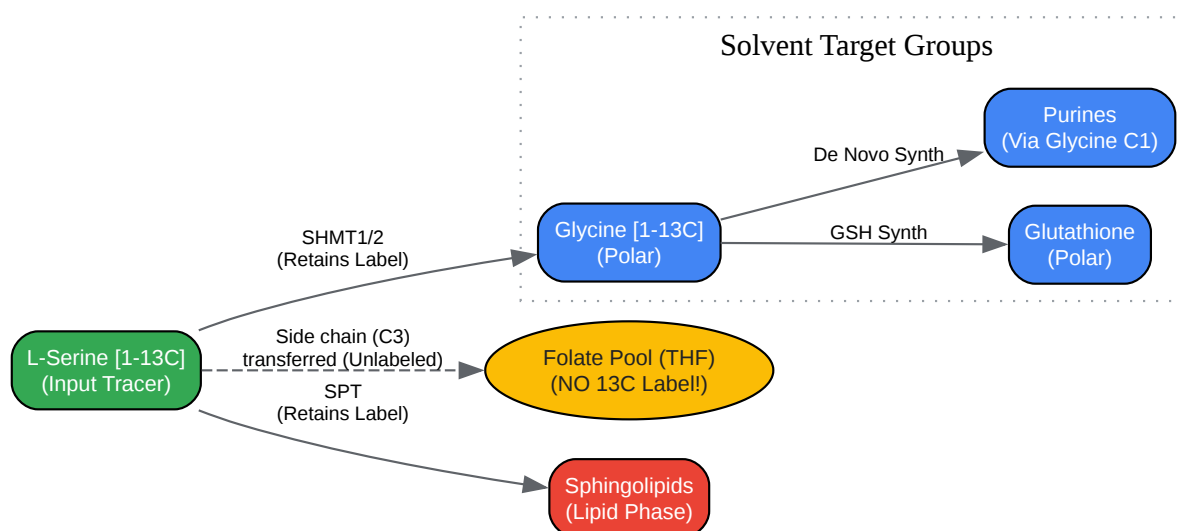 Solvent Target Groups
Purines
(Via Glycine C1)
De Novo Synth
Glycine [1-13C]
(Polar)
GSH Synth
Glutathione
(Polar)
SHMT1/2
(Retains Label)
L-Serine [1-13C]
(Input Tracer)
Side chain (C3)
transferred (Unlabeled)
Folate Pool (THF)
(NO 13C Label!)
SPT
(Retains Label)
Sphingolipids
(Lipid Phase)